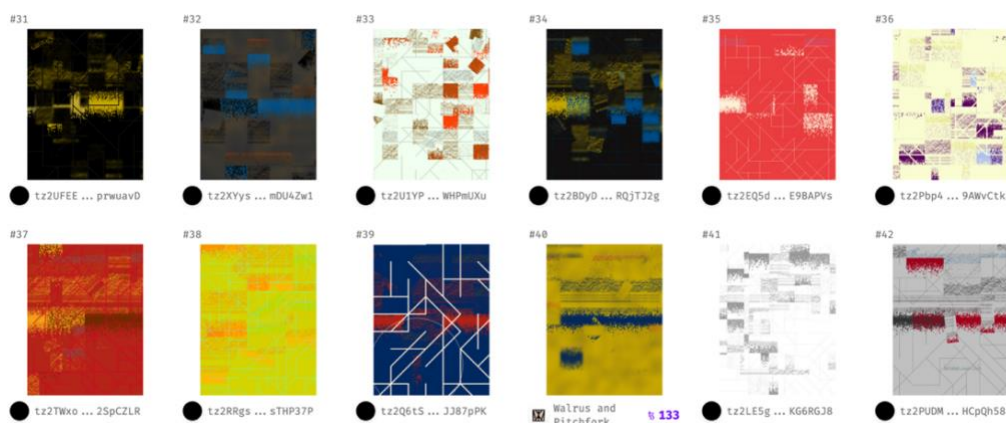 #31 #32 #33 #34 #35 #36
tz2UFEE ... prwuavD tz2XYys ... mDU4Zw1 tz2U1YP ... WHPmUXu tz2BDyD ... RQjTJ2g tz2EQ5d ... E9BAPVs tz2Pbp4 ... 9AWvCtk
#37 #38 #39 #40 #41 #42
tz2TWxo ... 2SpCZLR tz2RRgs ... sTHP37P tz2Q6tS ... JJ87pPK Walrus and 133 tz2LE5g ... KG6RGJ8 tz2PUDM ... HCpQh58
Pitchfork